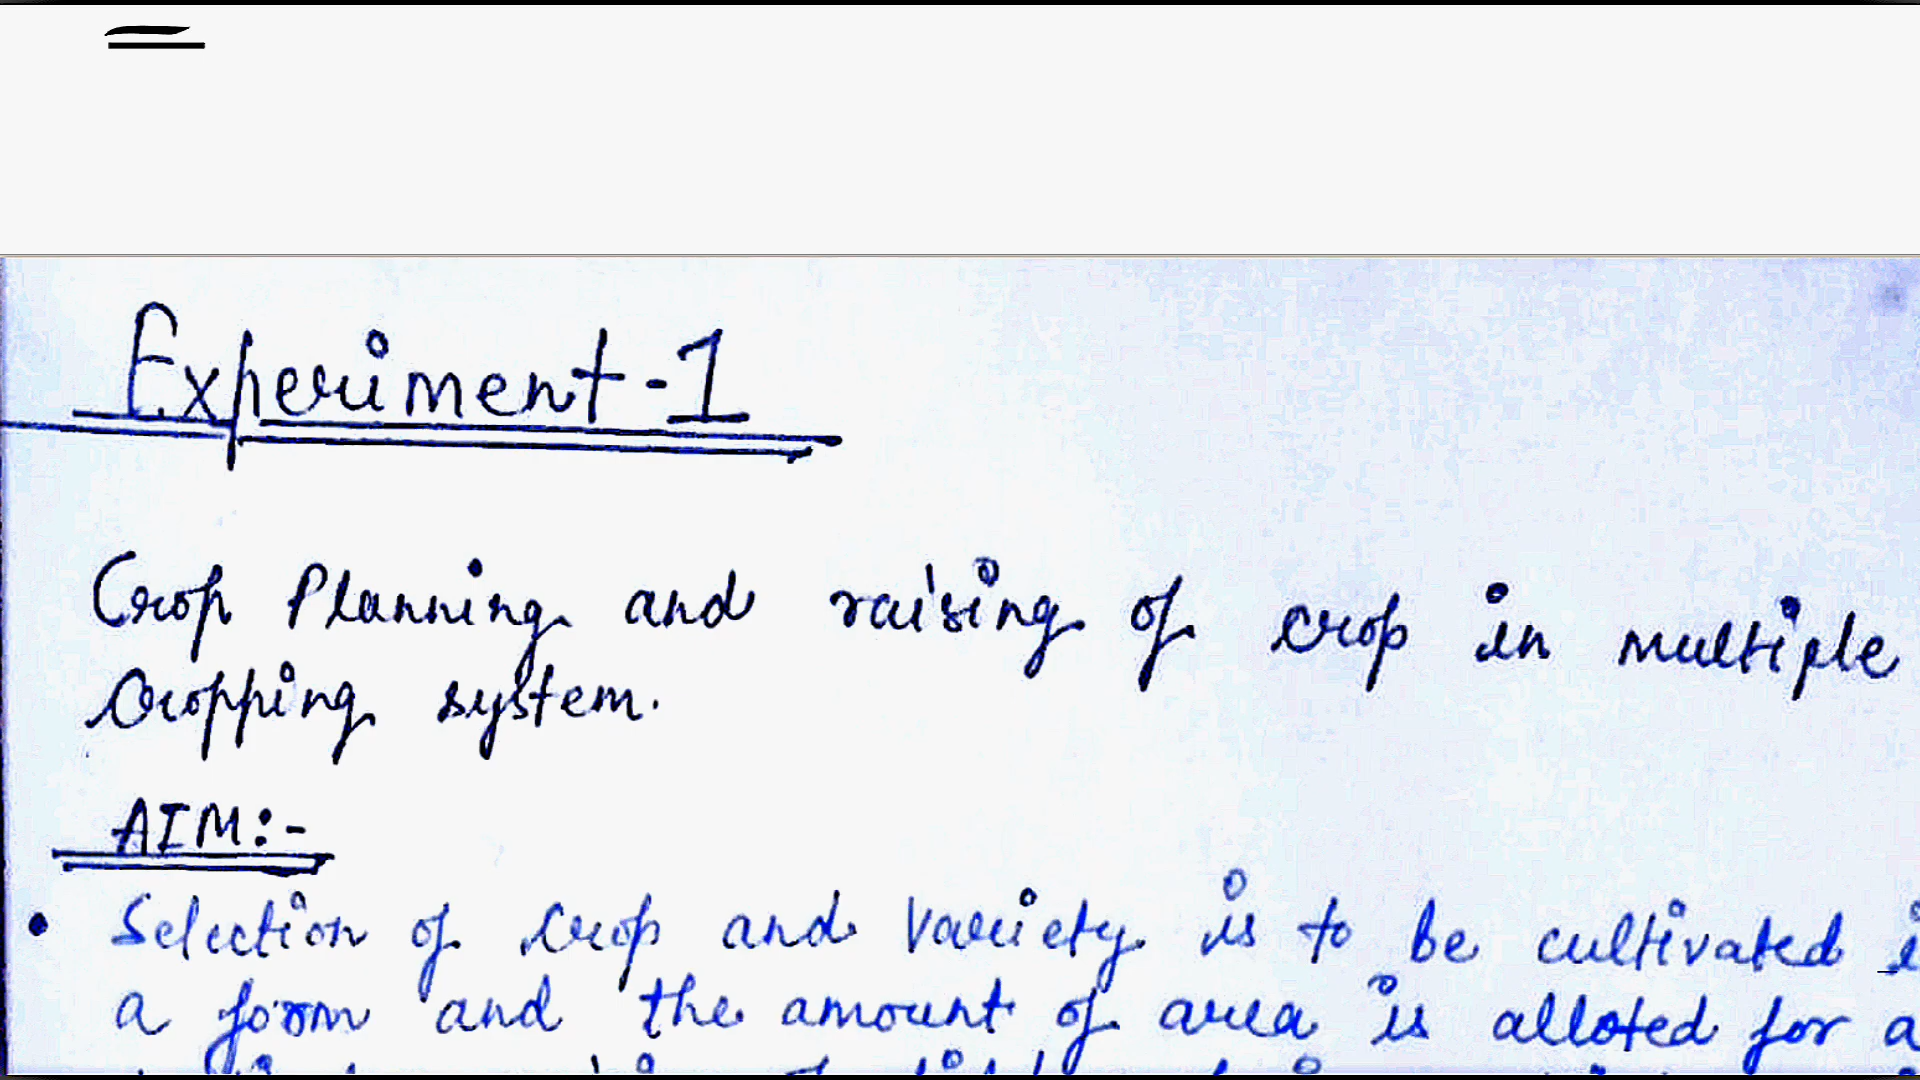 Experiment-1
Crop Planning and raising of crop in multiple
Cropping system.
AIM:-
Selection of crop and variety is to be cultivated
a form and the amount of area is alloted for a